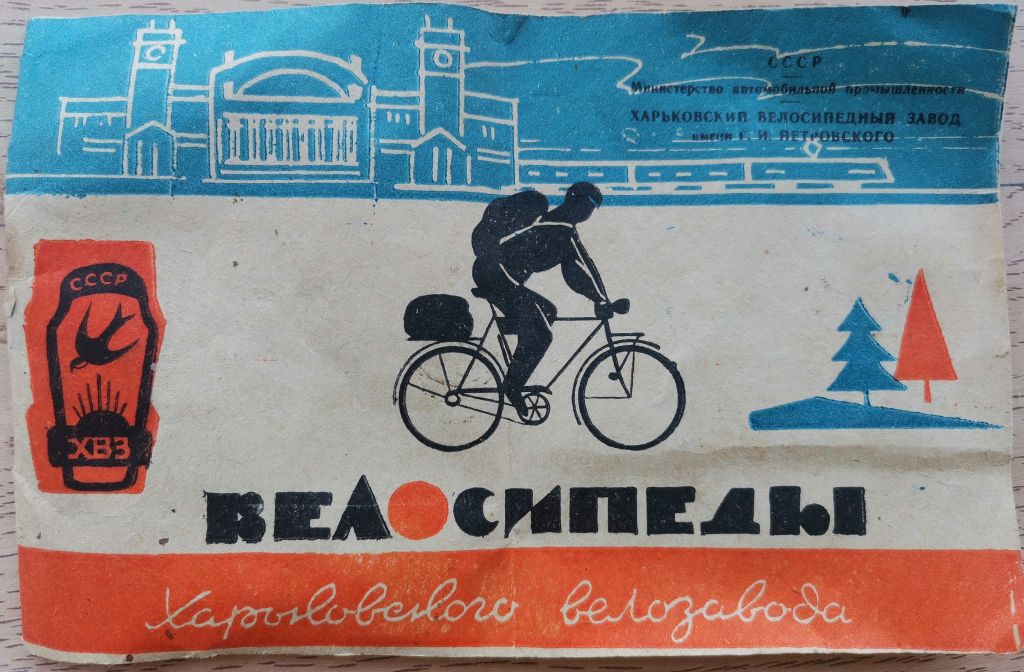 СССР
Министерство автомобильной промышленности
ХАРЬКОВСКИЙ ВЕЛОСИПЕДНЫЙ ЗАВОД
имени Г. И. ПЕТРОВСКОГО
СССР
ХВЗ
ВЕЛОСИПЕДЫ
Харьковского велозавода